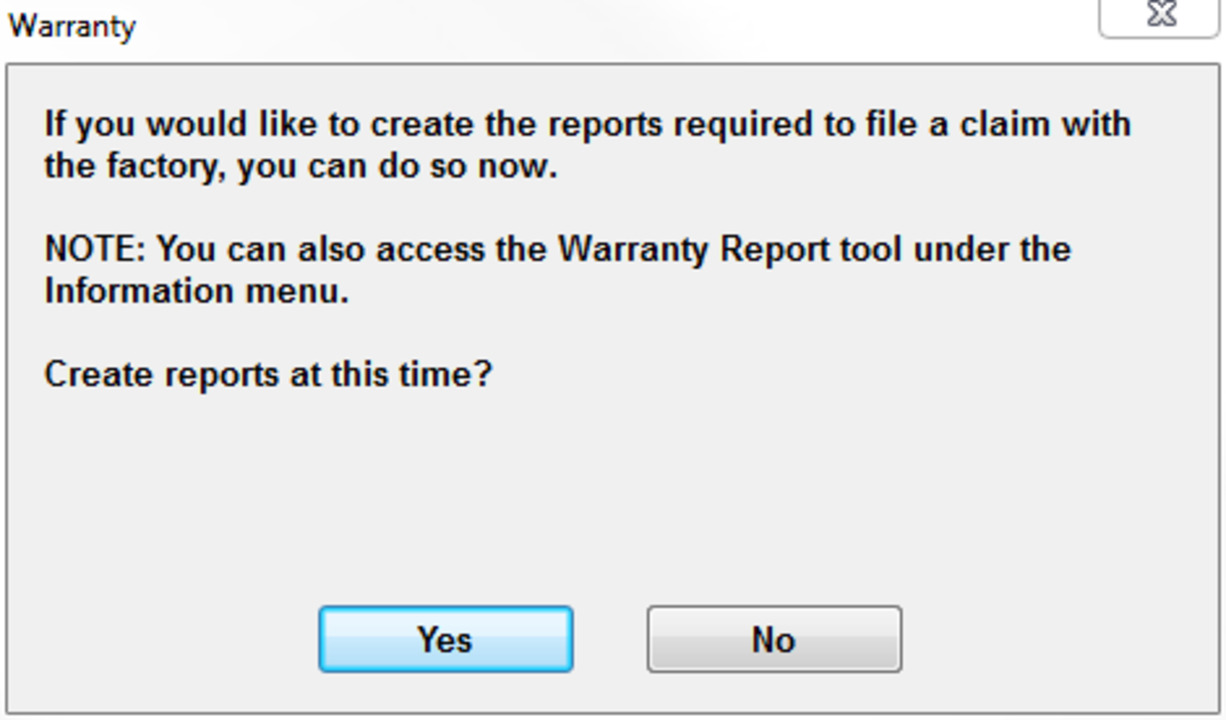 Warranty
If you would like to create the reports required to file a claim with
the factory, you can do so now.
NOTE: You can also access the Warranty Report tool under the
Information menu.
Create reports at this time?
Yes
No